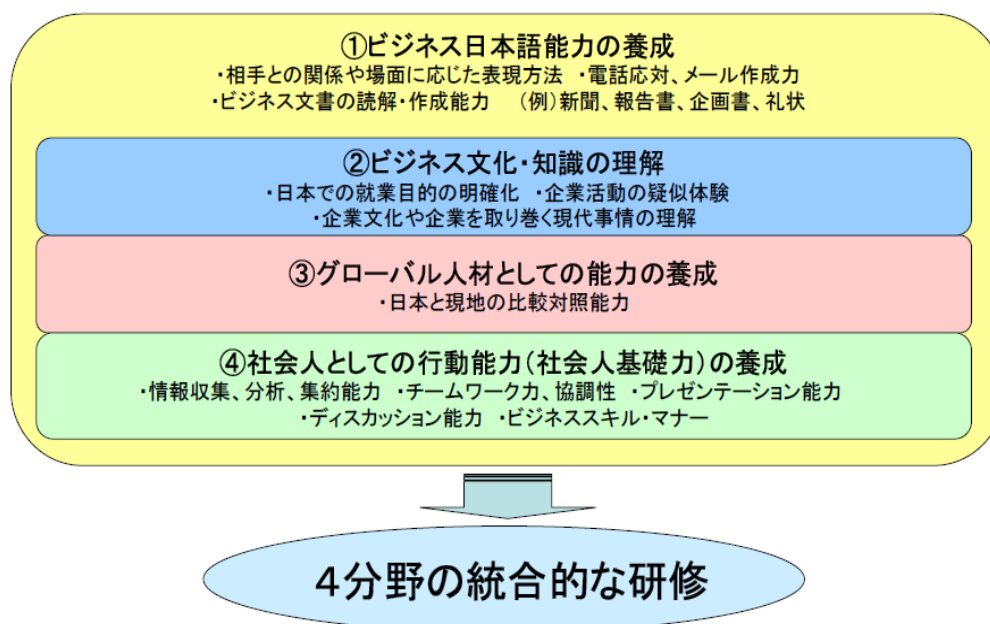 ①ビジネス日本語能力の養成
・相手との関係や場面に応じた表現方法　・電話応対、メール作成力
・ビジネス文書の読解・作成能力　(例)新聞、報告書、企画書、礼状
②ビジネス文化・知識の理解
・日本での就業目的の明確化　・企業活動の疑似体験
・企業文化や企業を取り巻く現代事情の理解
③グローバル人材としての能力の養成
・日本と現地の比較対照能力
④社会人としての行動能力(社会人基礎力)の養成
・情報収集、分析、集約能力　・チームワーク力、協調性　・プレゼンテーション能力
・ディスカッション能力　・ビジネススキル・マナー
４分野の統合的な研修